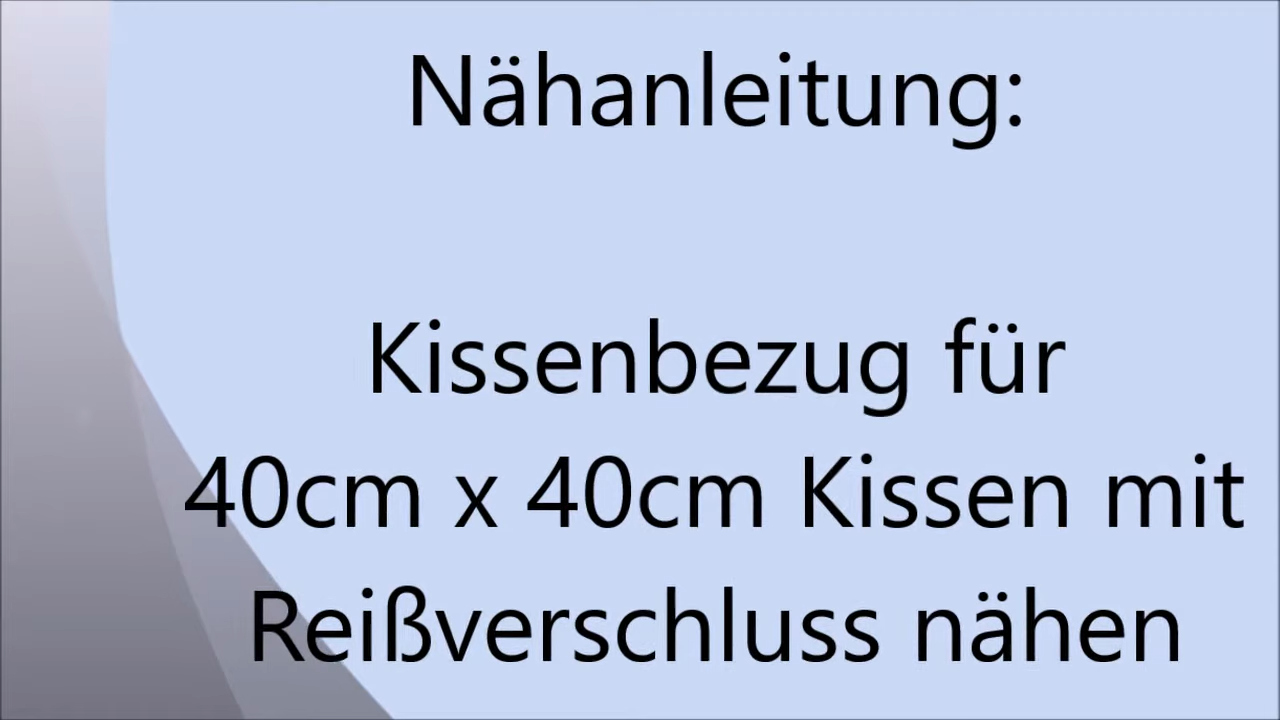 Nähanleitung:
Kissenbezug für
40cm x 40cm Kissen mit
Reißverschluss nähen